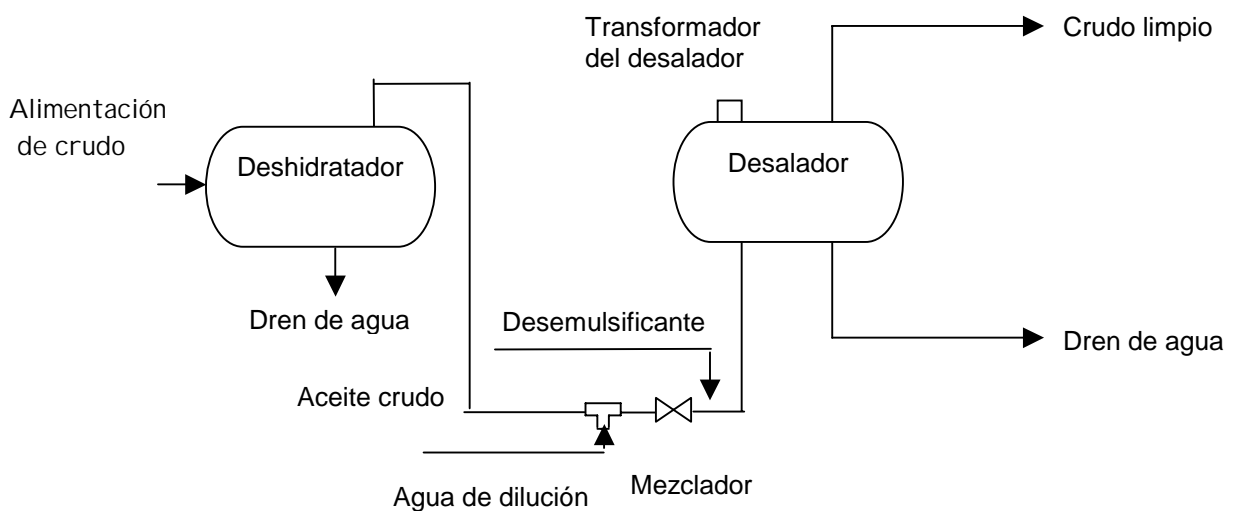 Transformador
del desalador
Crudo limpio
Alimentación
de crudo
Deshidratador
Desalador
Dren de agua
Desemulsificante
Dren de agua
Aceite crudo
Agua de dilución
Mezclador